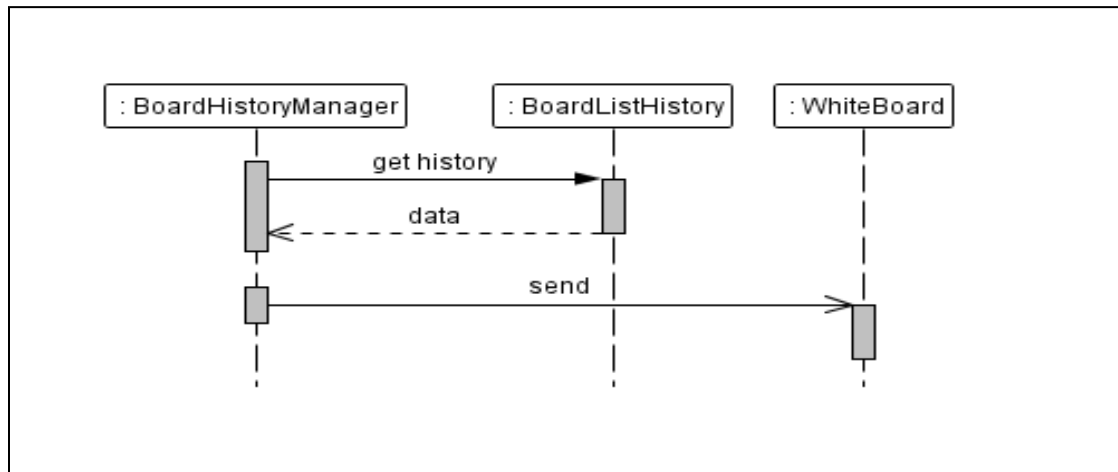 : BoardHistoryManager
: BoardListHistory
: WhiteBoard
get history
data
send